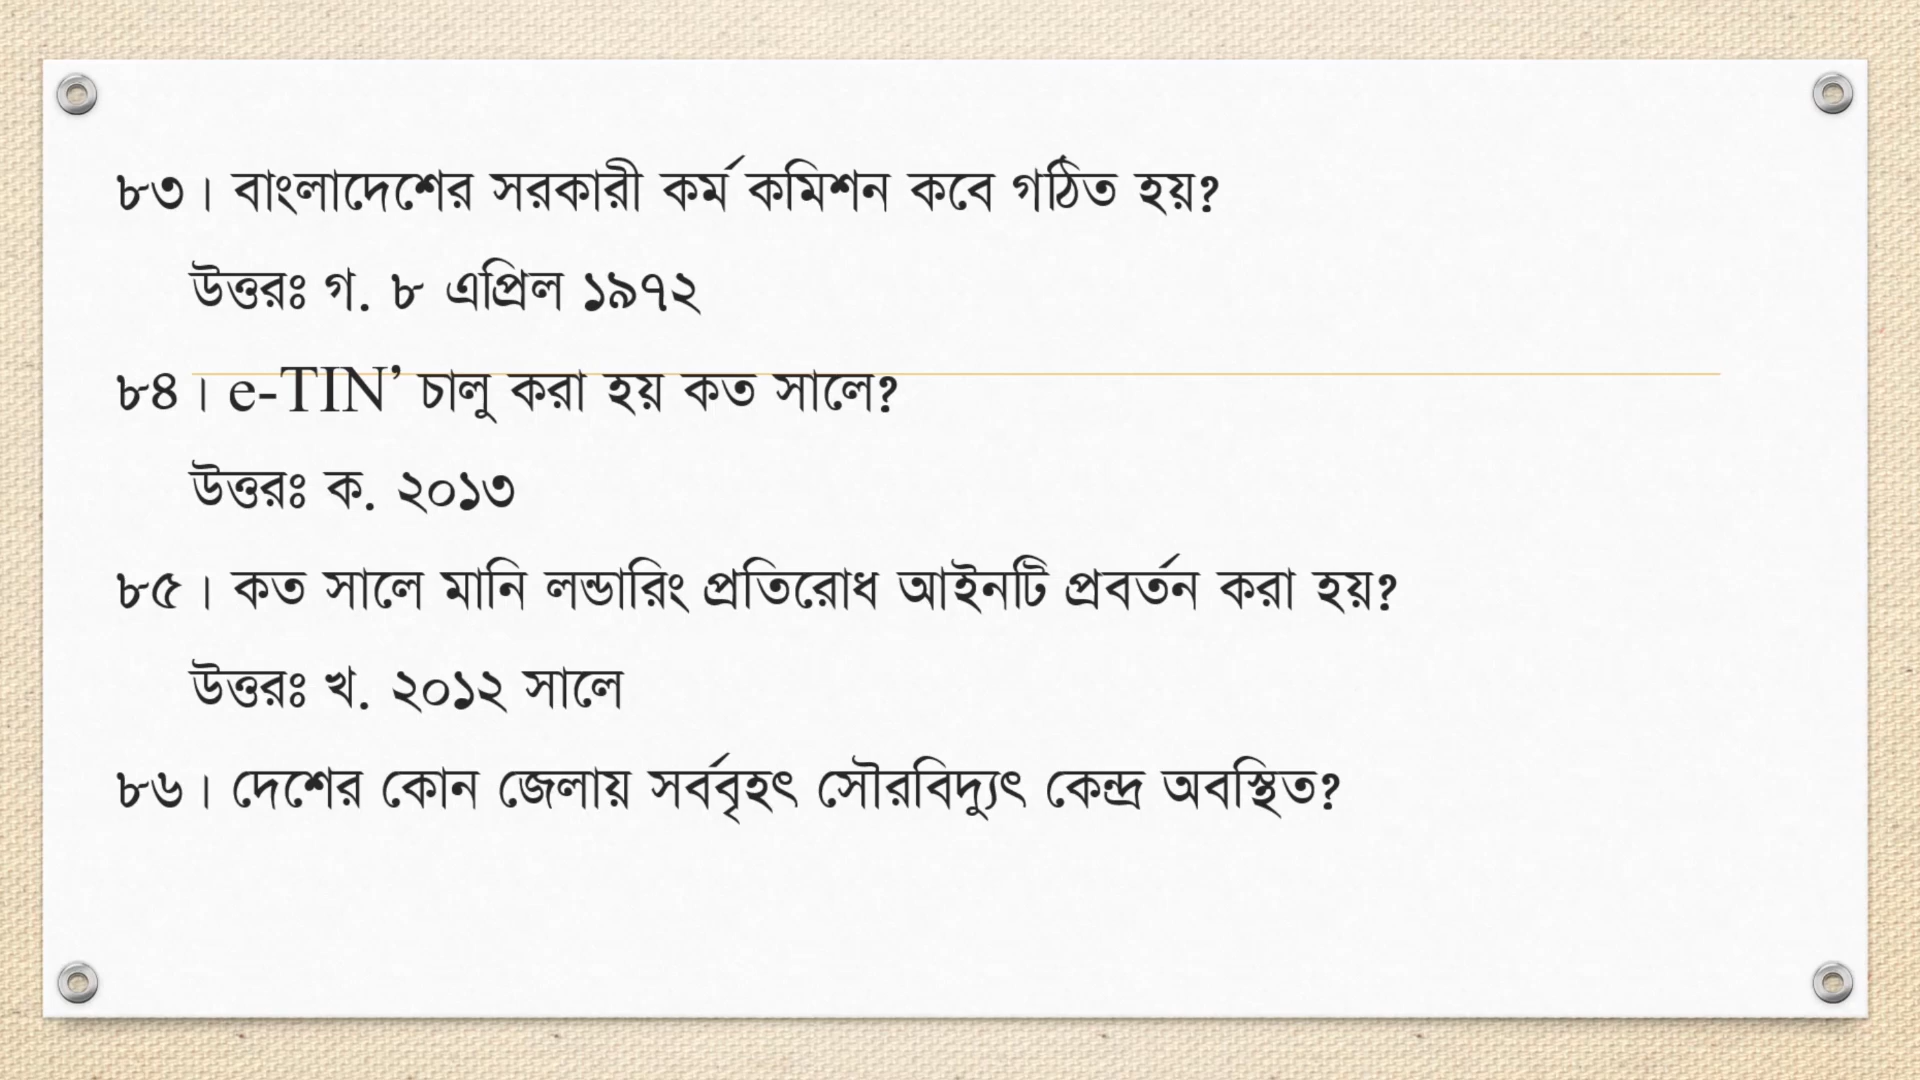 ৮৩। বাংলাদেশের সরকারী কর্ম কমিশন কবে গঠিত হয়?
উত্তরঃ গ. ৮ এপ্রিল ১৯৭২
৮৪। e-TIN’ চালু করা হয় কত সালে?
উত্তরঃ ক. ২০১৩
৮৫। কত সালে মানি লন্ডারিং প্রতিরোধ আইনটি প্রবর্তন করা হয়?
উত্তরঃ খ. ২০১২ সালে
৮৬। দেশের কোন জেলায় সর্ববৃহৎ সৌরবিদ্যুৎ কেন্দ্র অবস্থিত?